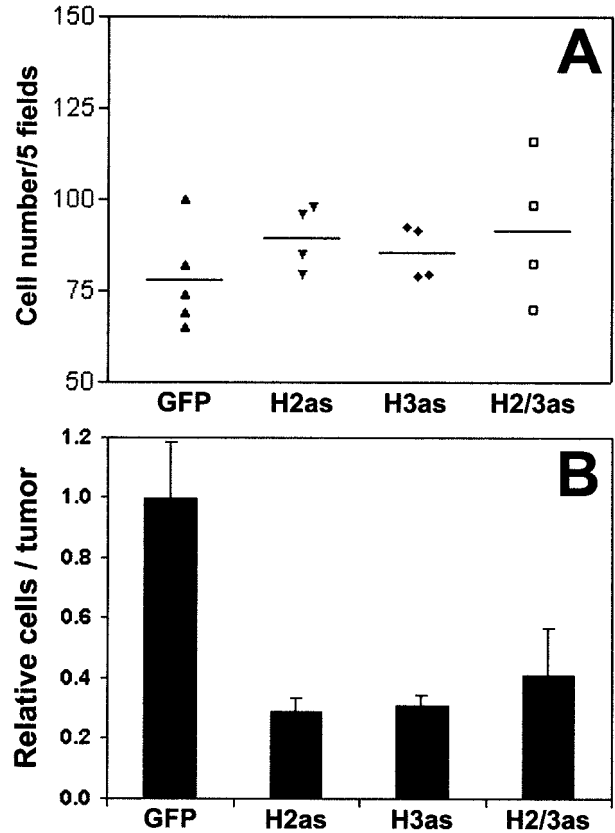 A
Cell number/5 fields
150
125
100
75
50
GFP H2as H3as H2/3as
B
Relative cells / tumor
1.2
1.0
0.8
0.6
0.4
0.2
0.0
GFP H2as H3as H2/3as